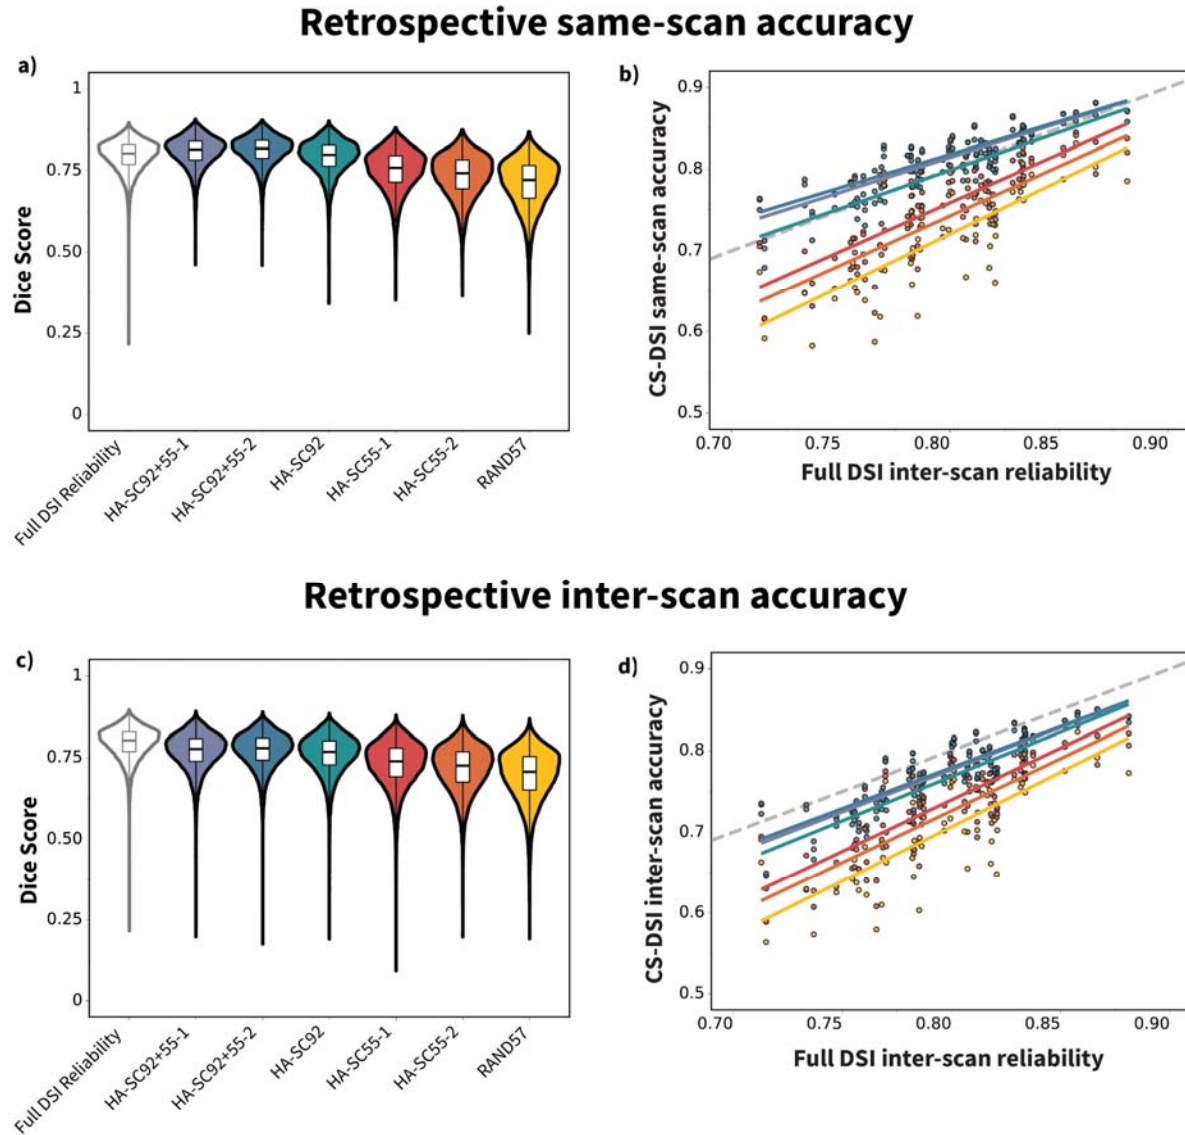 Retrospective same-scan accuracy
a)
1
0.75
0.50
0.25
0
Dice Score
Full DSI Reliability
HA-SC92+55-1
HA-SC92+55-2
HA-SC92
HA-SC55-1
HA-SC55-2
RAND57
b)
0.9
0.8
0.7
0.6
0.5
CS-DSI same-scan accuracy
0.70 0.75 0.80 0.85 0.90
Full DSI inter-scan reliability
Retrospective inter-scan accuracy
c)
1
0.75
0.50
0.25
0
Dice Score
Full DSI Reliability
HA-SC92+55-1
HA-SC92+55-2
HA-SC92
HA-SC55-1
HA-SC55-2
RAND57
d)
0.9
0.8
0.7
0.6
0.5
CS-DSI inter-scan accuracy
0.70 0.75 0.80 0.85 0.90
Full DSI inter-scan reliability